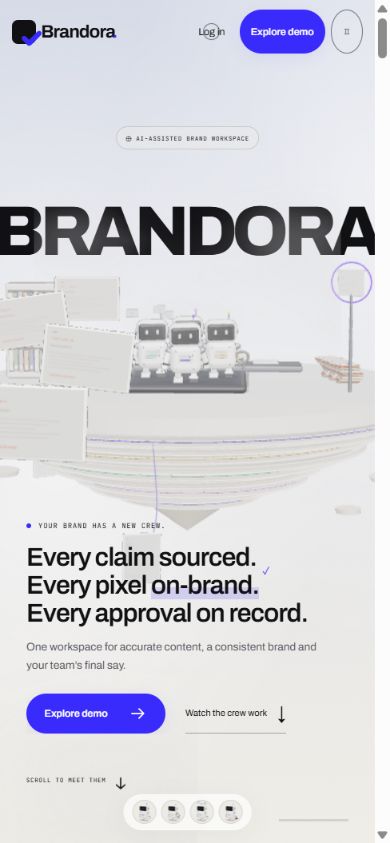 Brandora.
Log in
Explore demo
AI-ASSISTED BRAND WORKSPACE
BRANDORA
YOUR BRAND HAS A NEW CREW.
Every claim sourced.
Every pixel on-brand.
Every approval on record.
One workspace for accurate content, a consistent brand and
your team's final say.
Explore demo
Watch the crew work
SCROLL TO MEET THEM